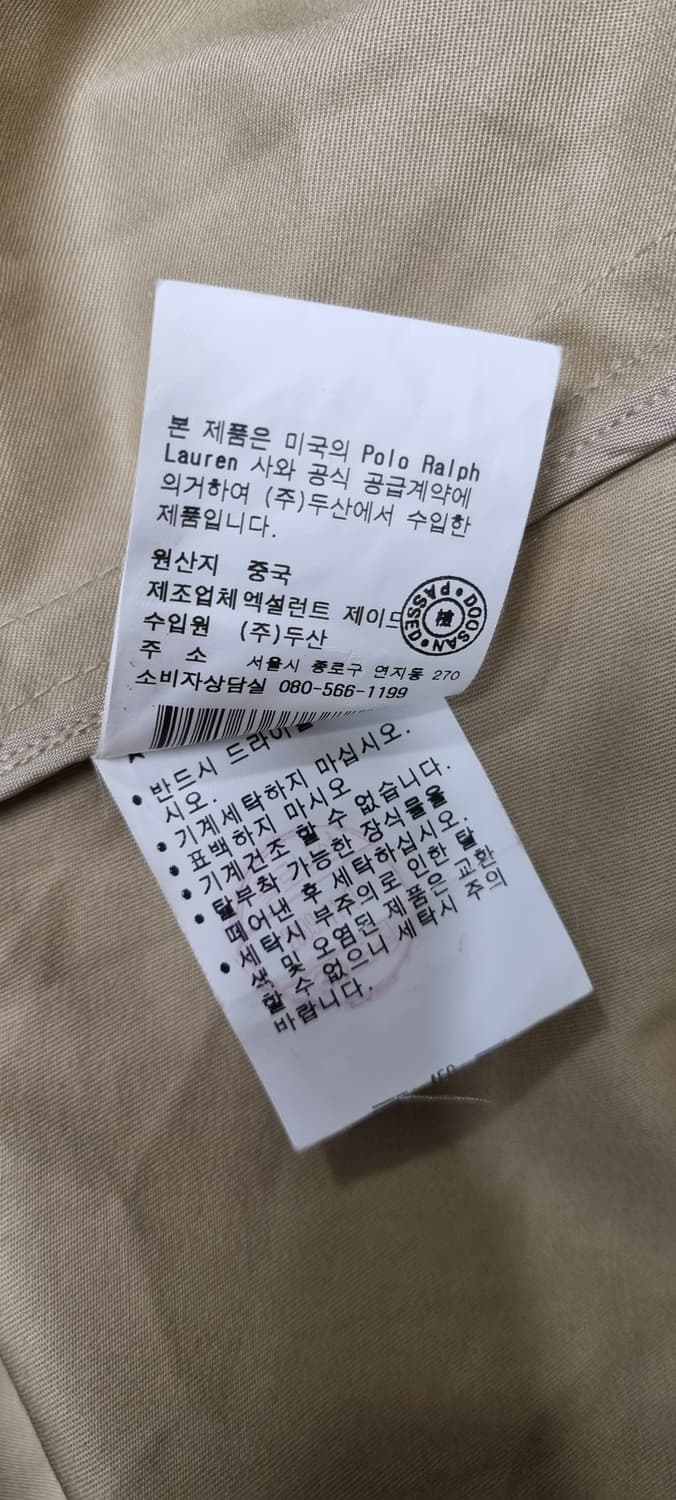 본 제품은 미국의 Polo Ralph
Lauren 사와 공식 공급계약에
의거하여 (주)두산에서 수입한
제품입니다.
원산지 중국
제조업체 엑설런트 제이드
수입원 (주)두산
주 소 서울시 종로구 연지동 270
소비자상담실 080-566-1199
DOOSAN PASSED
檢
• 반드시 드라이
시오.
• 기계세탁하지 마십시오.
• 표백하지 마시오
• 기계건조 할 수 없습니다.
• 탈부착 가능한 장식물을
떼어낸 후 세탁하십시오.
• 세탁시 부주의로 인한 탈
색 및 오염된 제품은 교환
할 수 없으니 세탁시 주의
바랍니다.